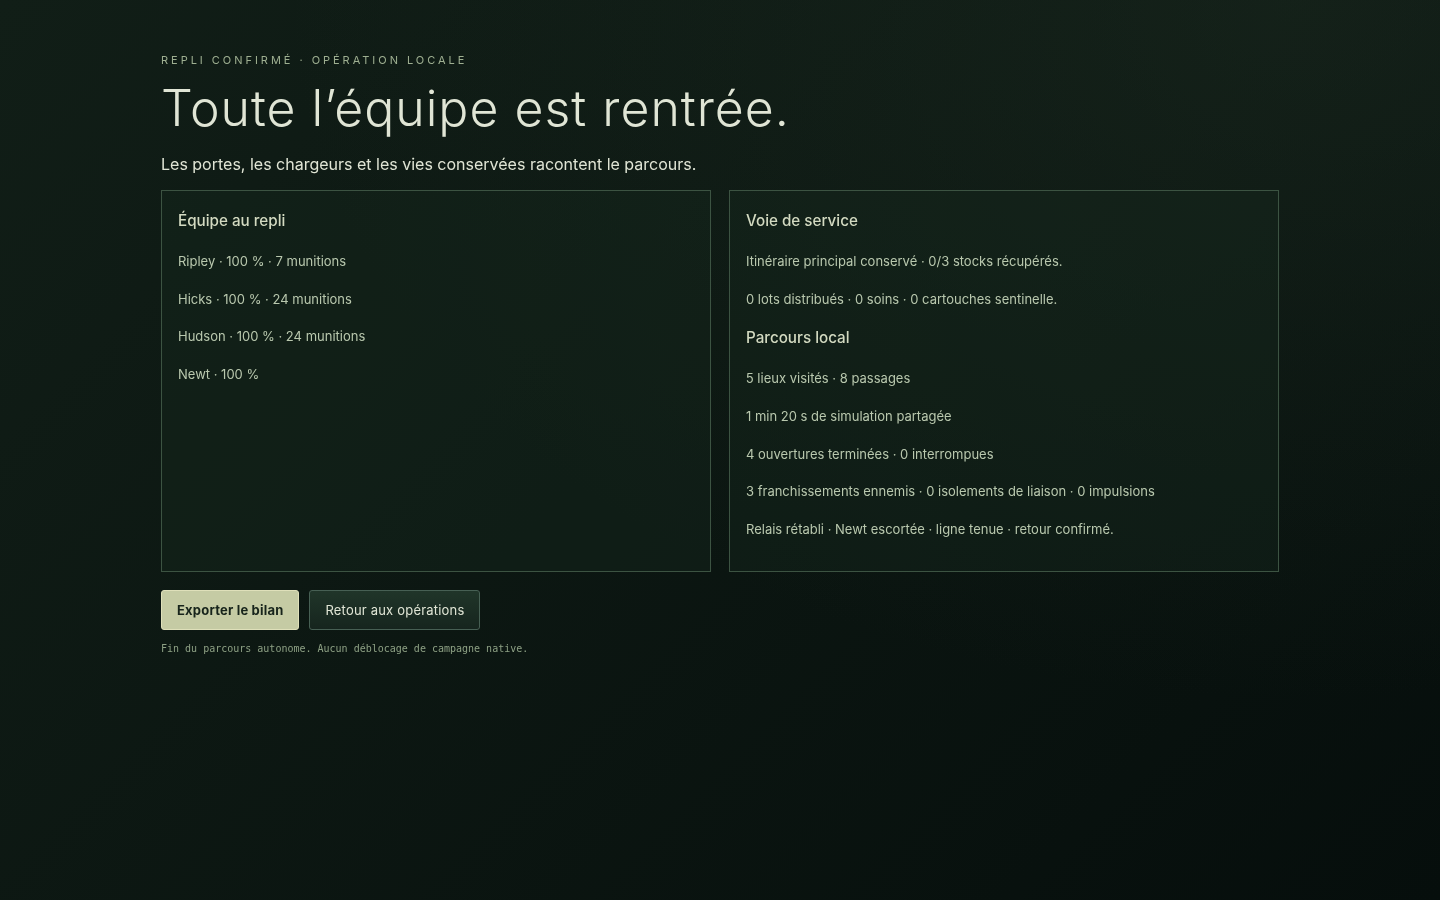 REPLI CONFIRMÉ · OPÉRATION LOCALE
Toute l’équipe est rentrée.
Les portes, les chargeurs et les vies conservées racontent le parcours.
Équipe au repli
Ripley · 100 % · 7 munitions
Hicks · 100 % · 24 munitions
Hudson · 100 % · 24 munitions
Newt · 100 %
Voie de service
Itinéraire principal conservé · 0/3 stocks récupérés.
0 lots distribués · 0 soins · 0 cartouches sentinelle.
Parcours local
5 lieux visités · 8 passages
1 min 20 s de simulation partagée
4 ouvertures terminées · 0 interrompues
3 franchissements ennemis · 0 isolements de liaison · 0 impulsions
Relais rétabli · Newt escortée · ligne tenue · retour confirmé.
Exporter le bilan
Retour aux opérations
Fin du parcours autonome. Aucun déblocage de campagne native.